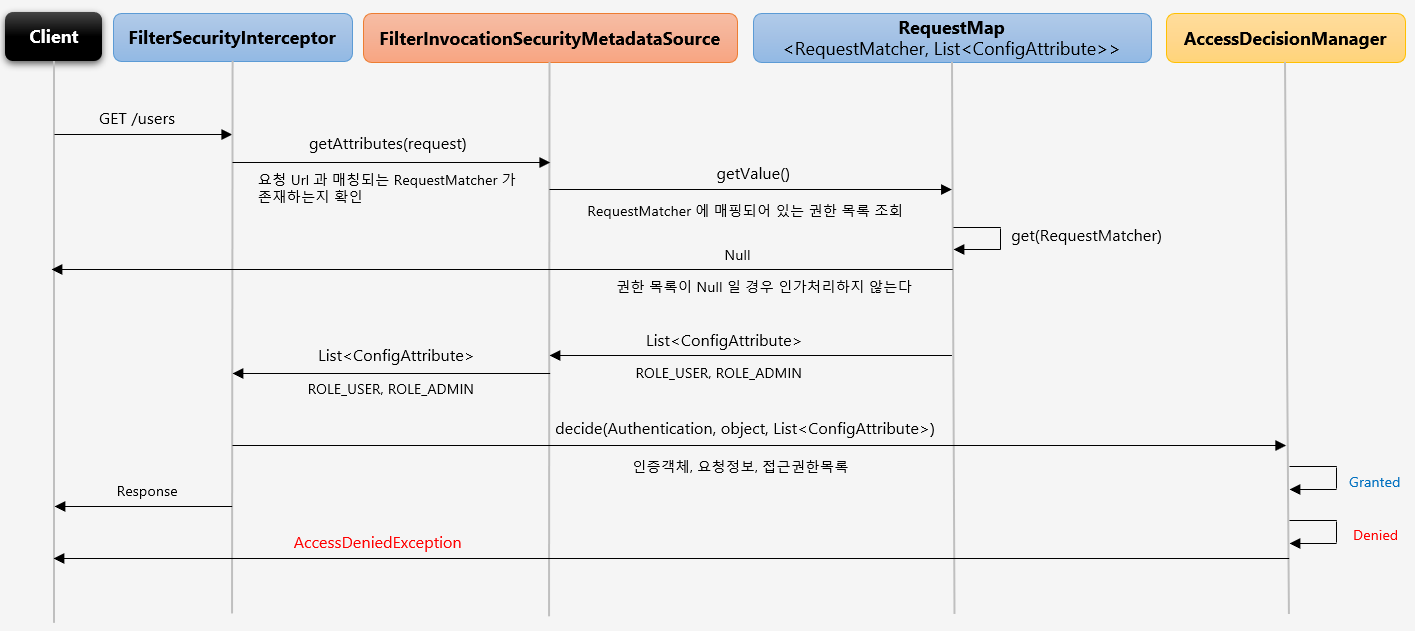 Client
FilterSecurityInterceptor
FilterInvocationSecurityMetadataSource
RequestMap
<RequestMatcher, List<ConfigAttribute>>
AccessDecisionManager
GET /users
getAttributes(request)
요청 Url 과 매칭되는 RequestMatcher 가
존재하는지 확인
getValue()
RequestMatcher 에 매핑되어 있는 권한 목록 조회
get(RequestMatcher)
Null
권한 목록이 Null 일 경우 인가처리하지 않는다
List<ConfigAttribute>
ROLE_USER, ROLE_ADMIN
List<ConfigAttribute>
ROLE_USER, ROLE_ADMIN
decide(Authentication, object, List<ConfigAttribute>)
인증객체, 요청정보, 접근권한목록
Granted
Response
Denied
AccessDeniedException